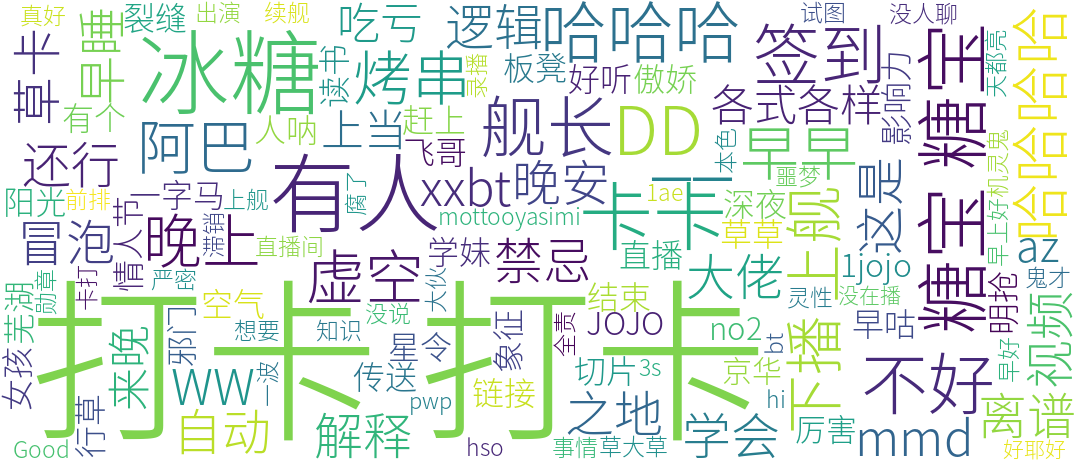 真好
裂缝
出演
续舰
吃亏
逻辑
哈哈哈
签到
试图
没人聊
哈哈哈哈哈
草卡
早睡
冰糖
读书
烤串
录播
板凳
好听
傲娇
各式各样
影响力
糖宝糖宝
天都亮
有个
人呐
上当
赶上
舰长
DD
早早
本色
灵鬼
早上好机
还行
阿巴
有人
飞哥
xxbt
晚安
卡卡
1ae
噩梦
深夜
上舰
这是
阳光
前排
一字马
上舰
腐了
mottooyasimi
草草
az
冒泡
情人节
晚上
滞销
直播间
虚空
学妹
禁忌
直播
大佬
1jojo
鬼才
芜湖
勋章
卡打
严密
空气
大伙
没说
结束
灵性
没在播
明抢
视频
打卡打卡
女孩
来晚
邪门
想要
知识
星令
象征
全责
JOJO
no2
bt
下播
早咕
早好
WW
一波
传送
pwp
链接
切片
3s
京华
hi
不好
离谱
行草
自动
解释
之地
学会
厉害
mmd
Good
hso
事情
草大草
好耶好